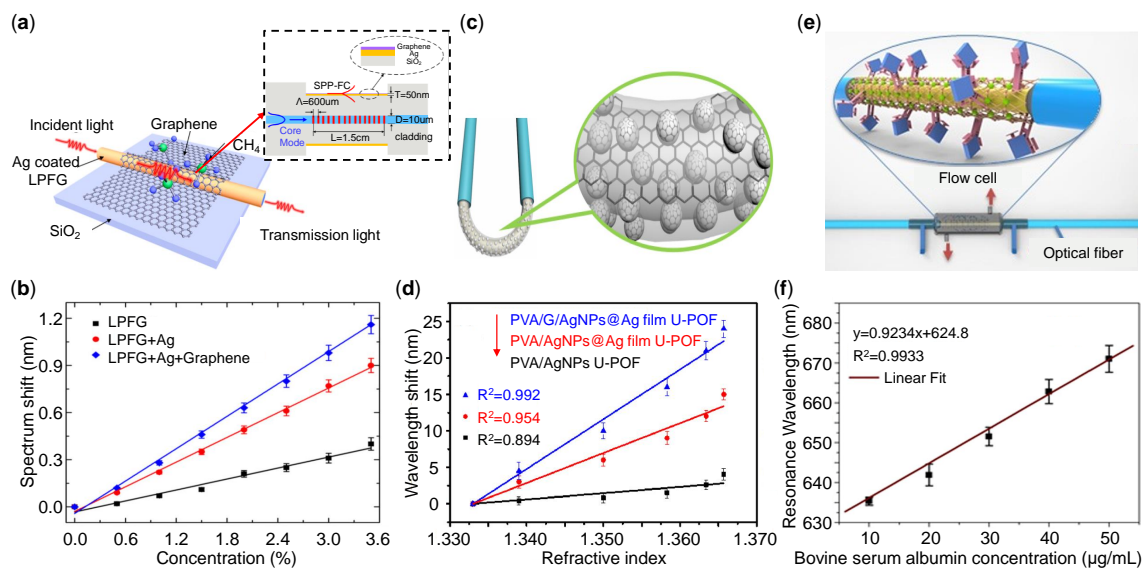 (a)
Graphene
Ag
SiO₂
SPP-FC
Λ=600um
T=50nm
D=10um
Core
Mode
L=1.5cm
cladding
Incident light
Graphene
CH₄
Ag coated
LPFG
SiO₂
Transmission light
(c)
(e)
Flow cell
Optical fiber
(b)
Spectrum shift (nm)
1.2
0.9
0.6
0.3
0.0
LPFG
LPFG+Ag
LPFG+Ag+Graphene
0.0 0.6 1.2 1.8 2.4 3.0 3.6
Concentration (%)
(d)
Wavelength shift (nm)
25
20
15
10
5
0
PVA/G/AgNPs@Ag film U-POF
PVA/AgNPs@Ag film U-POF
PVA/AgNPs U-POF
R²=0.992
R²=0.954
R²=0.894
1.330 1.340 1.350 1.360 1.370
Refractive index
(f)
Resonance Wavelength (nm)
680
670
660
650
640
630
y=0.9234x+624.8
R²=0.9933
Linear Fit
10 20 30 40 50
Bovine serum albumin concentration (μg/mL)